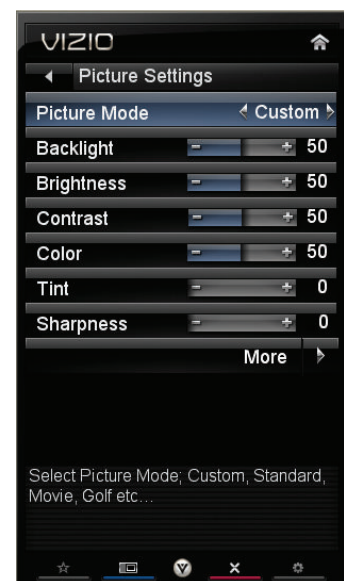 VIZIO
Picture Settings
Picture Mode Custom
Backlight - + 50
Brightness - + 50
Contrast - + 50
Color - + 50
Tint - + 0
Sharpness - + 0
More
Select Picture Mode; Custom, Standard,
Movie, Golf etc...
V X